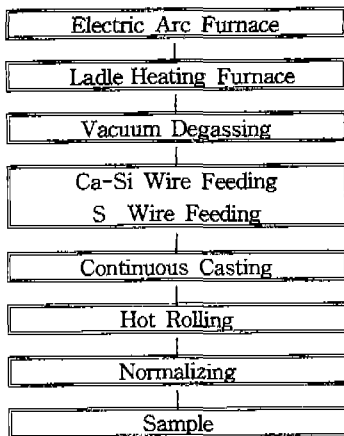 Electric Arc Furnace
Ladle Heating Furnace
Vacuum Degassing
Ca-Si Wire Feeding
S Wire Feeding
Continuous Casting
Hot Rolling
Normalizing
Sample